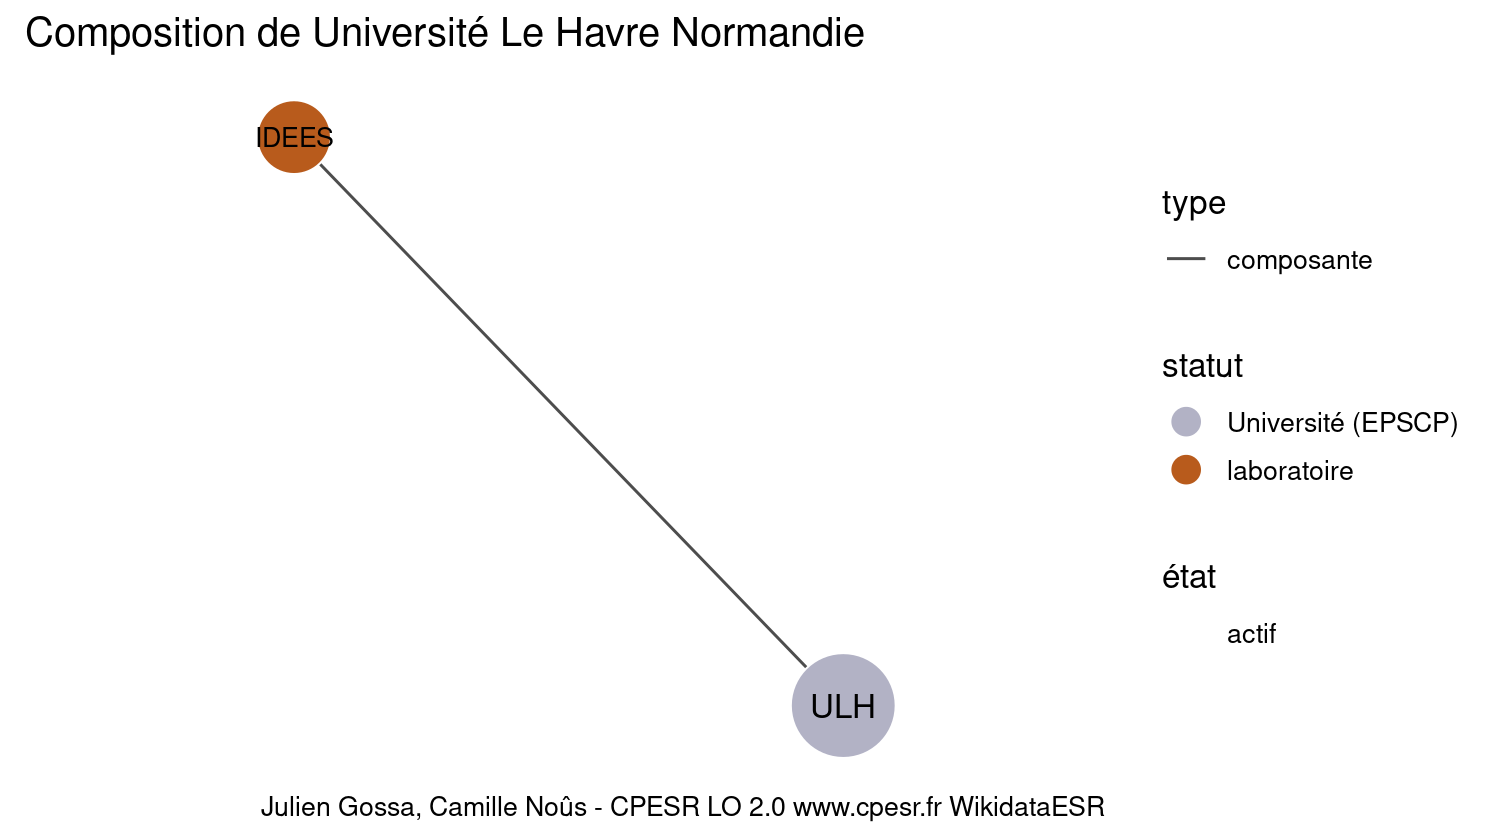 Composition de Université Le Havre Normandie
IDEES
ULH
type
composante
statut
Université (EPSCP)
laboratoire
état
actif
Julien Gossa, Camille Noûs - CPESR LO 2.0 www.cpesr.fr WikidataESR